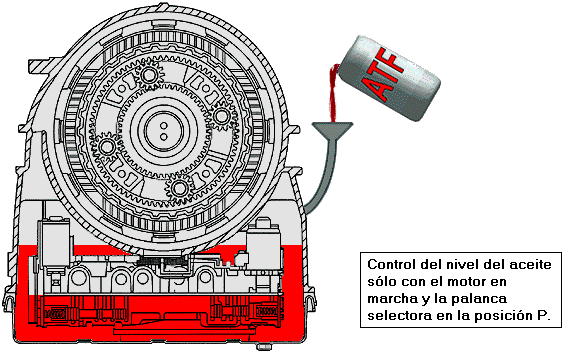 ATF
Control del nivel del aceite
sólo con el motor en
marcha y la palanca
selectora en la posición P.